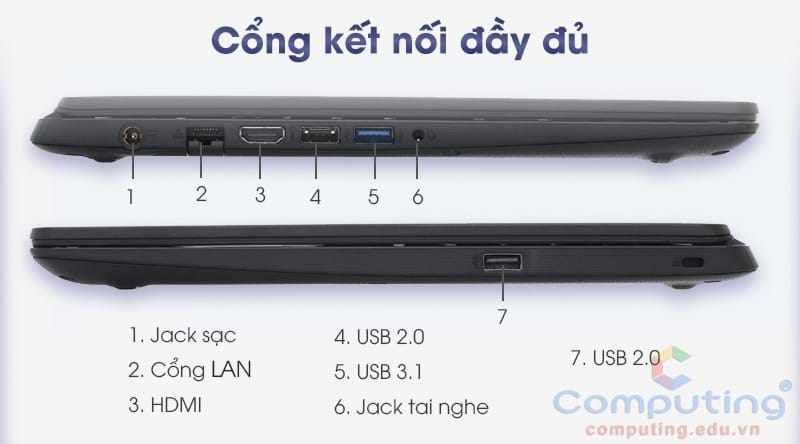 Cổng kết nối đầy đủ
1 2 3 4 5 6
7
1. Jack sạc
2. Cổng LAN
3. HDMI
4. USB 2.0
5. USB 3.1
6. Jack tai nghe
7. USB 2.0
Computing®
computing.edu.vn